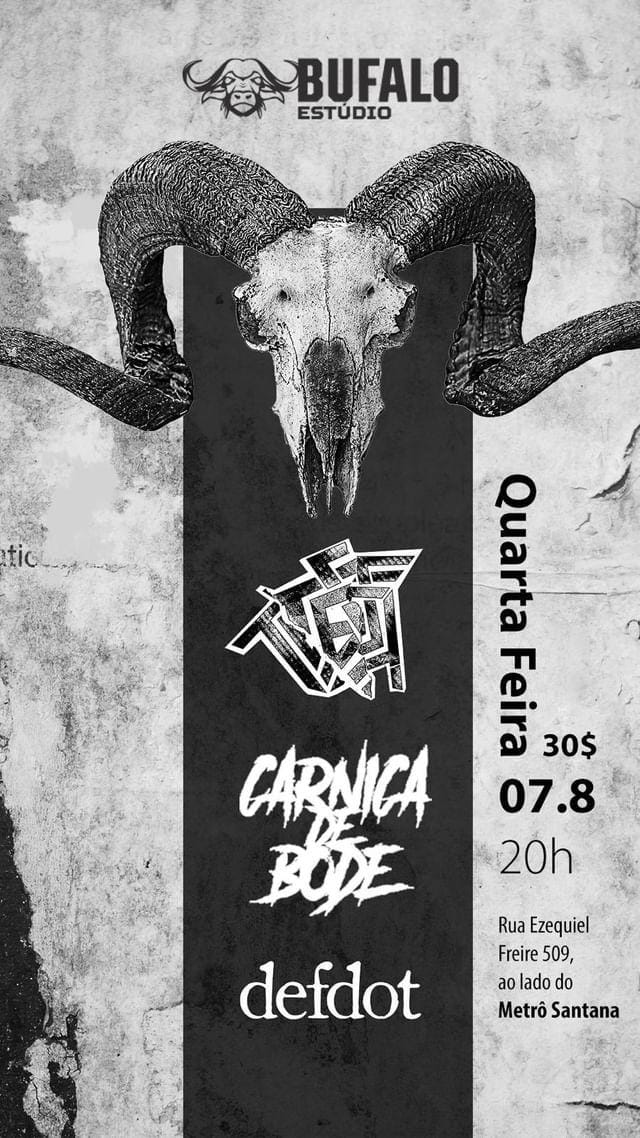 BUFALO
ESTÚDIO
Quarta Feira
30$
07.8
20h
CARNIÇA
DE
BODE
defdot
Rua Ezequiel
Freire 509,
ao lado do
Metrô Santana